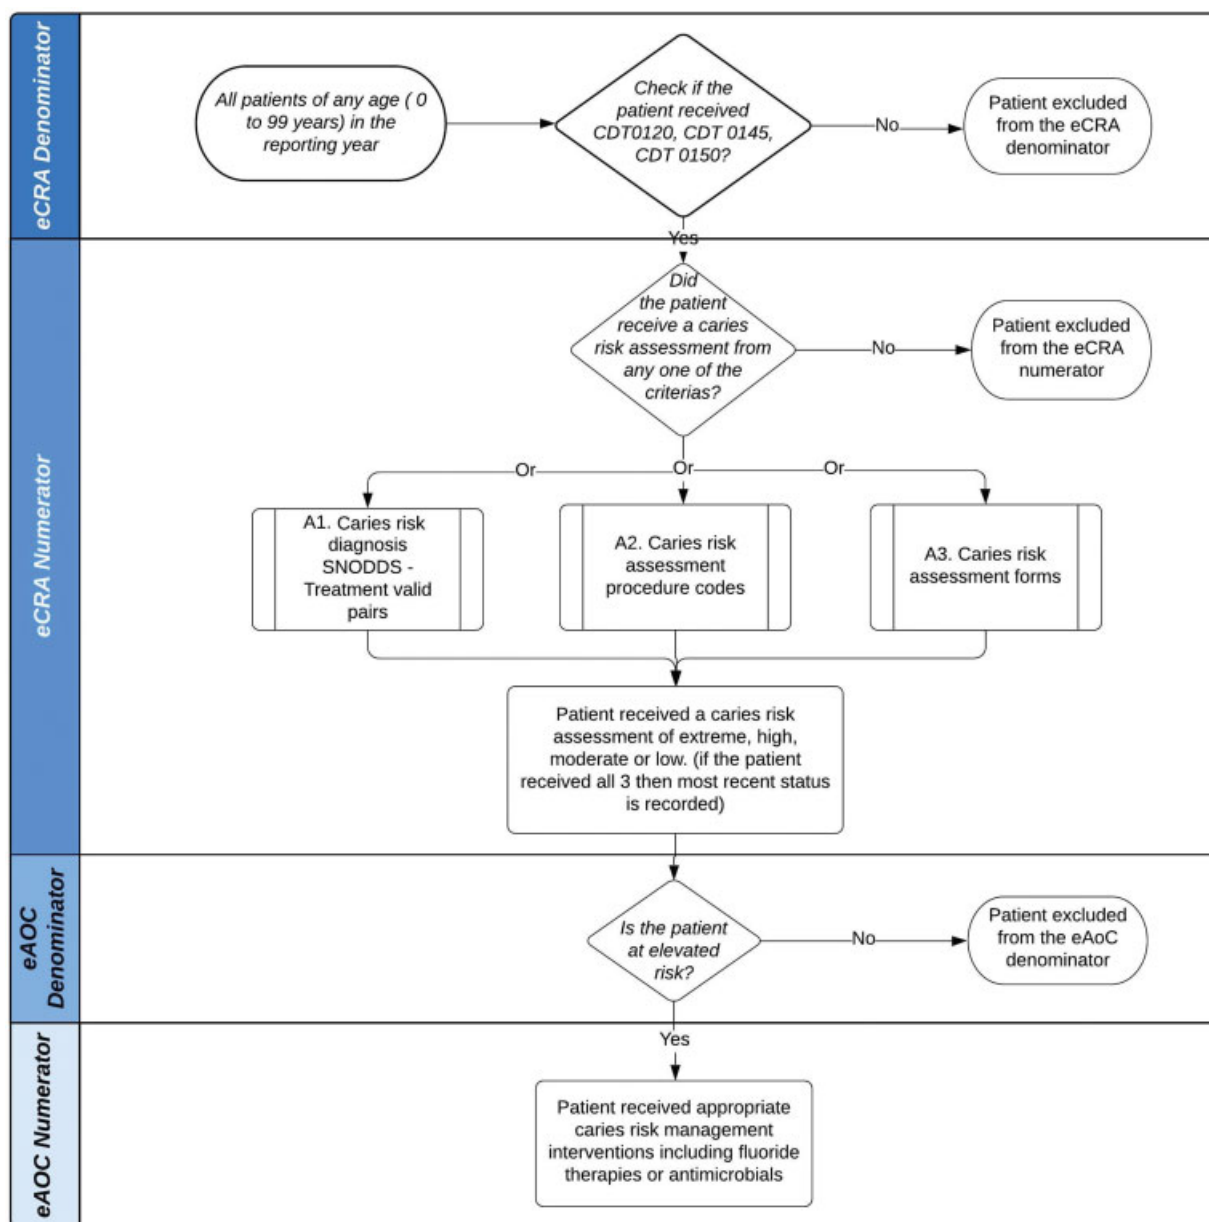 eCRA Denominator
All patients of any age ( 0
to 99 years) in the
reporting year
Check if the
patient received
CDT0120, CDT 0145,
CDT 0150?
No
Patient excluded
from the eCRA
denominator
Yes
eCRA Numerator
Did
the patient
receive a caries
risk assessment from
any one of the
criterias?
No
Patient excluded
from the eCRA
numerator
Or
Or
Or
A1. Caries risk
diagnosis
SNODDS -
Treatment valid
pairs
A2. Caries risk
assessment
procedure codes
A3. Caries risk
assessment forms
Patient received a caries risk
assessment of extreme, high,
moderate or low. (if the patient
received all 3 then most recent status
is recorded)
eAOC
Denominator
Is the patient
at elevated
risk?
No
Patient excluded
from the eAoC
denominator
Yes
eAOC Numerator
Patient received appropriate
caries risk management
interventions including fluoride
therapies or antimicrobials